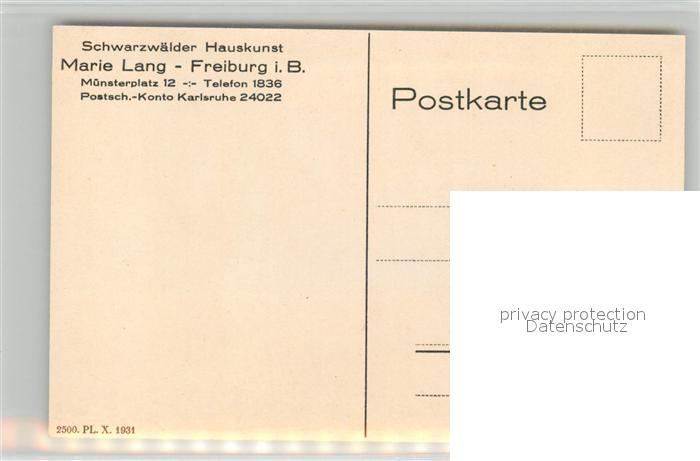 Schwarzwälder Hauskunst
Marie Lang - Freiburg i. B.
Münsterplatz 12 -:- Telefon 1836
Postsch.-Konto Karlsruhe 24022
Postkarte
privacy protection
Datenschutz
2500. PL. X. 1931